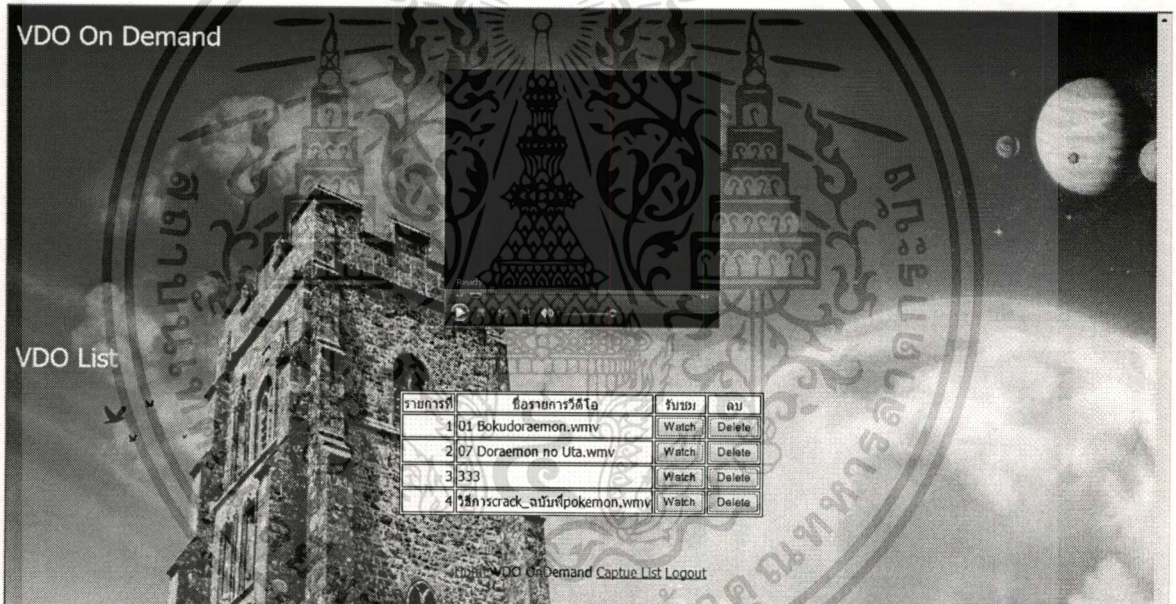 VDO On Demand
VDO List
รายการที่ ชื่อรายการวีดีโอ รับชม ลบ
1 01 Bokudoraemon.wmv Watch Delete
2 07 Doraemon no Uta.wmv Watch Delete
3 333 Watch Delete
4 วิธีการcrack_ฉบับพี่pokemon.wmv Watch Delete
VDO OnDemand Captue List Logout